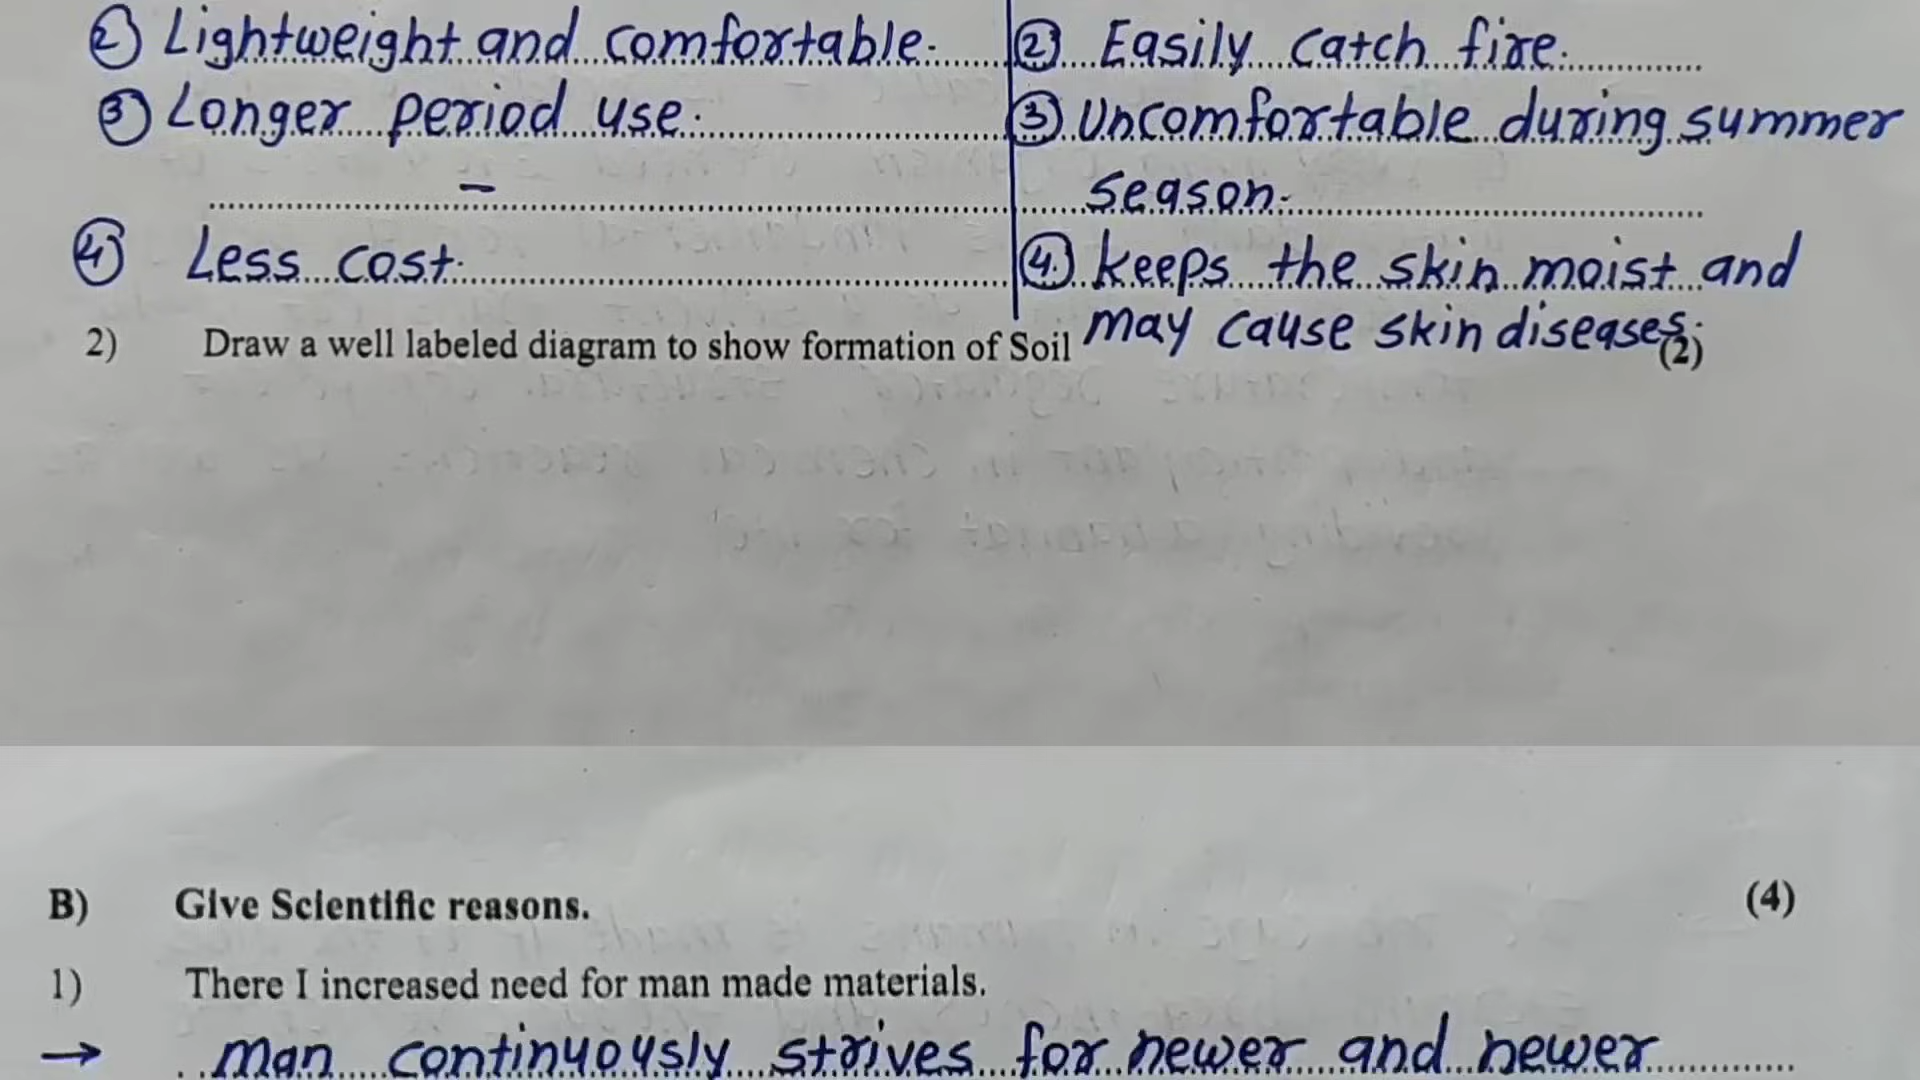 ② Lightweight and comfortable. ② Easily catch fire.
③ Longer period use. ③ Uncomfortable during summer
season.
④ Less cost. ④ keeps the skin moist and
may cause skin diseases.
2) Draw a well labeled diagram to show formation of Soil (2)
B) Give Scientific reasons. (4)
1) There I increased need for man made materials.
→ man continuously strives for newer and newer